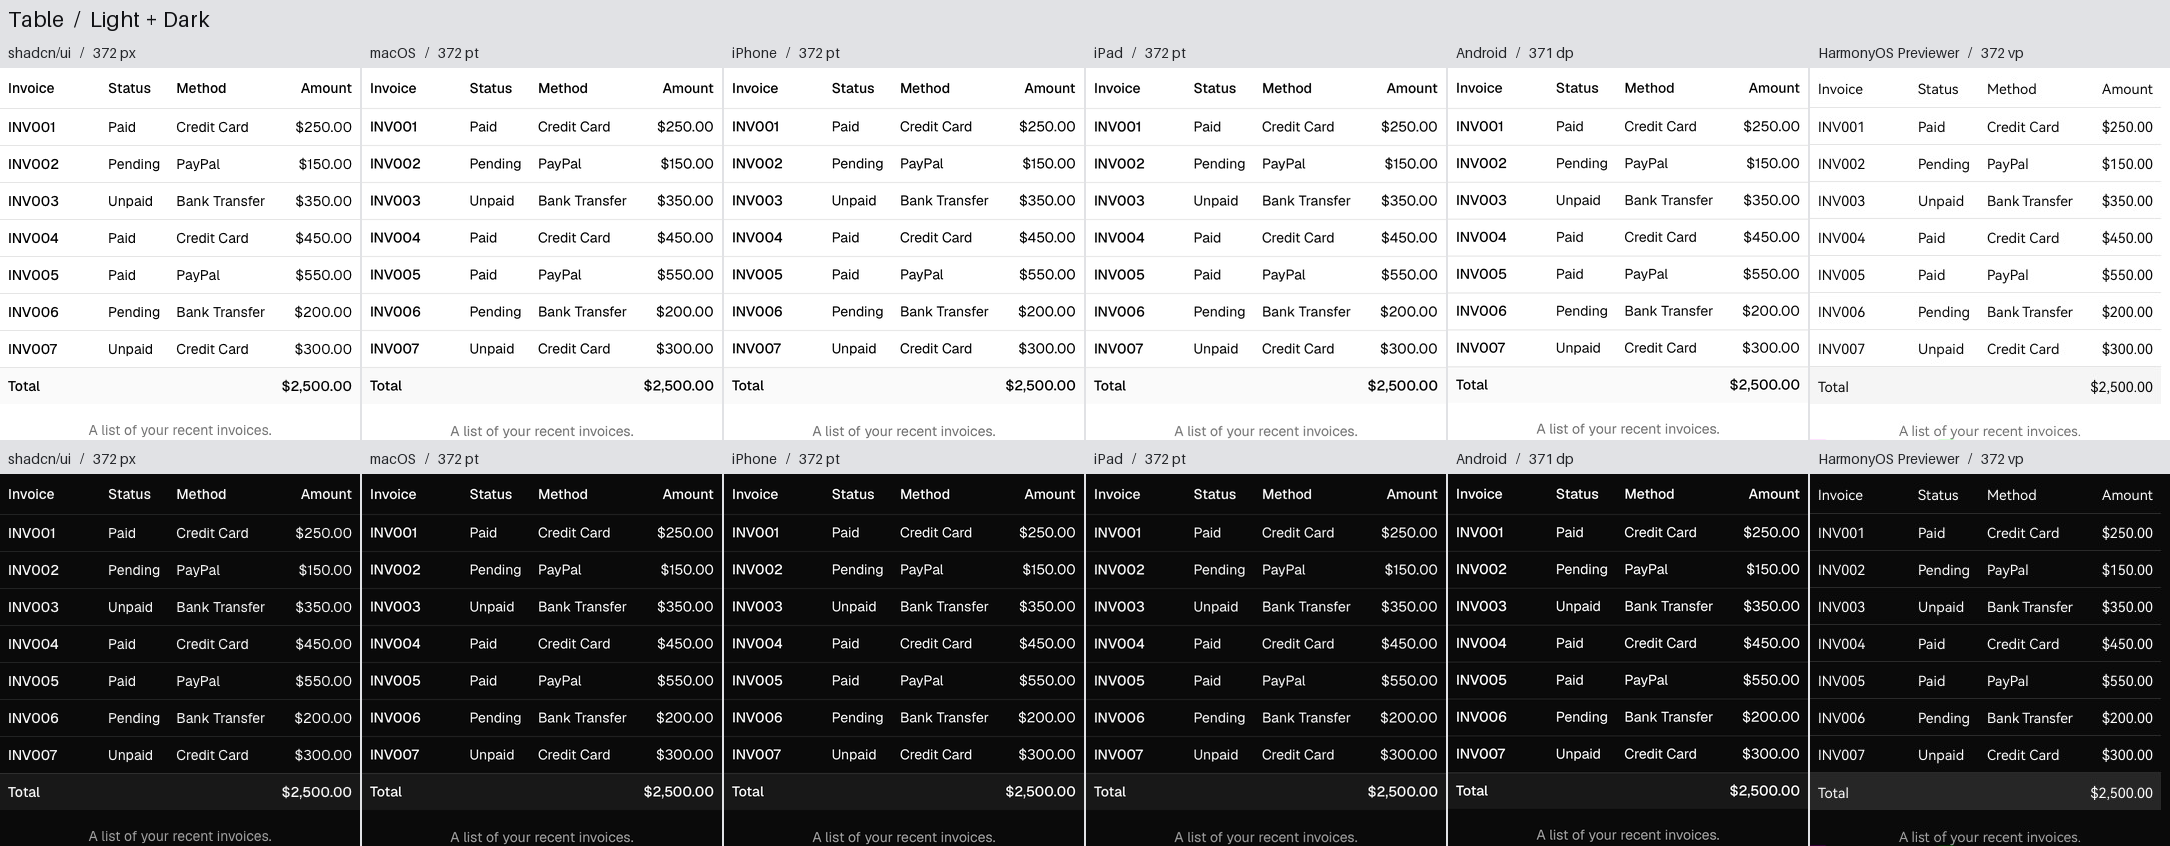 Table / Light + Dark
shadcn/ui / 372 px macOS / 372 pt iPhone / 372 pt iPad / 372 pt Android / 371 dp HarmonyOS Previewer / 372 vp
Invoice Status Method Amount Invoice Status Method Amount Invoice Status Method Amount Invoice Status Method Amount Invoice Status Method Amount Invoice Status Method Amount
INV001 Paid Credit Card $250.00 INV001 Paid Credit Card $250.00 INV001 Paid Credit Card $250.00 INV001 Paid Credit Card $250.00 INV001 Paid Credit Card $250.00 INV001 Paid Credit Card $250.00
INV002 Pending PayPal $150.00 INV002 Pending PayPal $150.00 INV002 Pending PayPal $150.00 INV002 Pending PayPal $150.00 INV002 Pending PayPal $150.00 INV002 Pending PayPal $150.00
INV003 Unpaid Bank Transfer $350.00 INV003 Unpaid Bank Transfer $350.00 INV003 Unpaid Bank Transfer $350.00 INV003 Unpaid Bank Transfer $350.00 INV003 Unpaid Bank Transfer $350.00 INV003 Unpaid Bank Transfer $350.00
INV004 Paid Credit Card $450.00 INV004 Paid Credit Card $450.00 INV004 Paid Credit Card $450.00 INV004 Paid Credit Card $450.00 INV004 Paid Credit Card $450.00 INV004 Paid Credit Card $450.00
INV005 Paid PayPal $550.00 INV005 Paid PayPal $550.00 INV005 Paid PayPal $550.00 INV005 Paid PayPal $550.00 INV005 Paid PayPal $550.00 INV005 Paid PayPal $550.00
INV006 Pending Bank Transfer $200.00 INV006 Pending Bank Transfer $200.00 INV006 Pending Bank Transfer $200.00 INV006 Pending Bank Transfer $200.00 INV006 Pending Bank Transfer $200.00 INV006 Pending Bank Transfer $200.00
INV007 Unpaid Credit Card $300.00 INV007 Unpaid Credit Card $300.00 INV007 Unpaid Credit Card $300.00 INV007 Unpaid Credit Card $300.00 INV007 Unpaid Credit Card $300.00 INV007 Unpaid Credit Card $300.00
Total $2,500.00 Total $2,500.00 Total $2,500.00 Total $2,500.00 Total $2,500.00 Total $2,500.00
A list of your recent invoices. A list of your recent invoices. A list of your recent invoices. A list of your recent invoices. A list of your recent invoices. A list of your recent invoices.
shadcn/ui / 372 px macOS / 372 pt iPhone / 372 pt iPad / 372 pt Android / 371 dp HarmonyOS Previewer / 372 vp
Invoice Status Method Amount Invoice Status Method Amount Invoice Status Method Amount Invoice Status Method Amount Invoice Status Method Amount Invoice Status Method Amount
INV001 Paid Credit Card $250.00 INV001 Paid Credit Card $250.00 INV001 Paid Credit Card $250.00 INV001 Paid Credit Card $250.00 INV001 Paid Credit Card $250.00 INV001 Paid Credit Card $250.00
INV002 Pending PayPal $150.00 INV002 Pending PayPal $150.00 INV002 Pending PayPal $150.00 INV002 Pending PayPal $150.00 INV002 Pending PayPal $150.00 INV002 Pending PayPal $150.00
INV003 Unpaid Bank Transfer $350.00 INV003 Unpaid Bank Transfer $350.00 INV003 Unpaid Bank Transfer $350.00 INV003 Unpaid Bank Transfer $350.00 INV003 Unpaid Bank Transfer $350.00 INV003 Unpaid Bank Transfer $350.00
INV004 Paid Credit Card $450.00 INV004 Paid Credit Card $450.00 INV004 Paid Credit Card $450.00 INV004 Paid Credit Card $450.00 INV004 Paid Credit Card $450.00 INV004 Paid Credit Card $450.00
INV005 Paid PayPal $550.00 INV005 Paid PayPal $550.00 INV005 Paid PayPal $550.00 INV005 Paid PayPal $550.00 INV005 Paid PayPal $550.00 INV005 Paid PayPal $550.00
INV006 Pending Bank Transfer $200.00 INV006 Pending Bank Transfer $200.00 INV006 Pending Bank Transfer $200.00 INV006 Pending Bank Transfer $200.00 INV006 Pending Bank Transfer $200.00 INV006 Pending Bank Transfer $200.00
INV007 Unpaid Credit Card $300.00 INV007 Unpaid Credit Card $300.00 INV007 Unpaid Credit Card $300.00 INV007 Unpaid Credit Card $300.00 INV007 Unpaid Credit Card $300.00 INV007 Unpaid Credit Card $300.00
Total $2,500.00 Total $2,500.00 Total $2,500.00 Total $2,500.00 Total $2,500.00 Total $2,500.00
A list of your recent invoices. A list of your recent invoices. A list of your recent invoices. A list of your recent invoices. A list of your recent invoices. A list of your recent invoices.